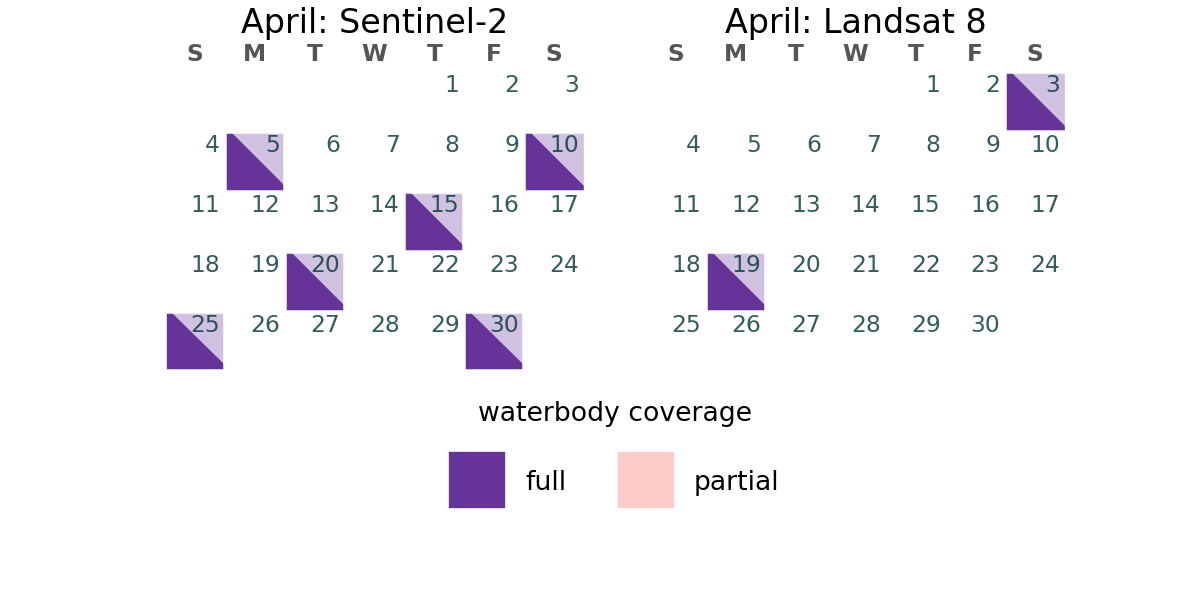 April: Sentinel-2
S M T W T F S
1 2 3
4 5 6 7 8 9 10
11 12 13 14 15 16 17
18 19 20 21 22 23 24
25 26 27 28 29 30
April: Landsat 8
S M T W T F S
1 2 3
4 5 6 7 8 9 10
11 12 13 14 15 16 17
18 19 20 21 22 23 24
25 26 27 28 29 30
waterbody coverage
full partial